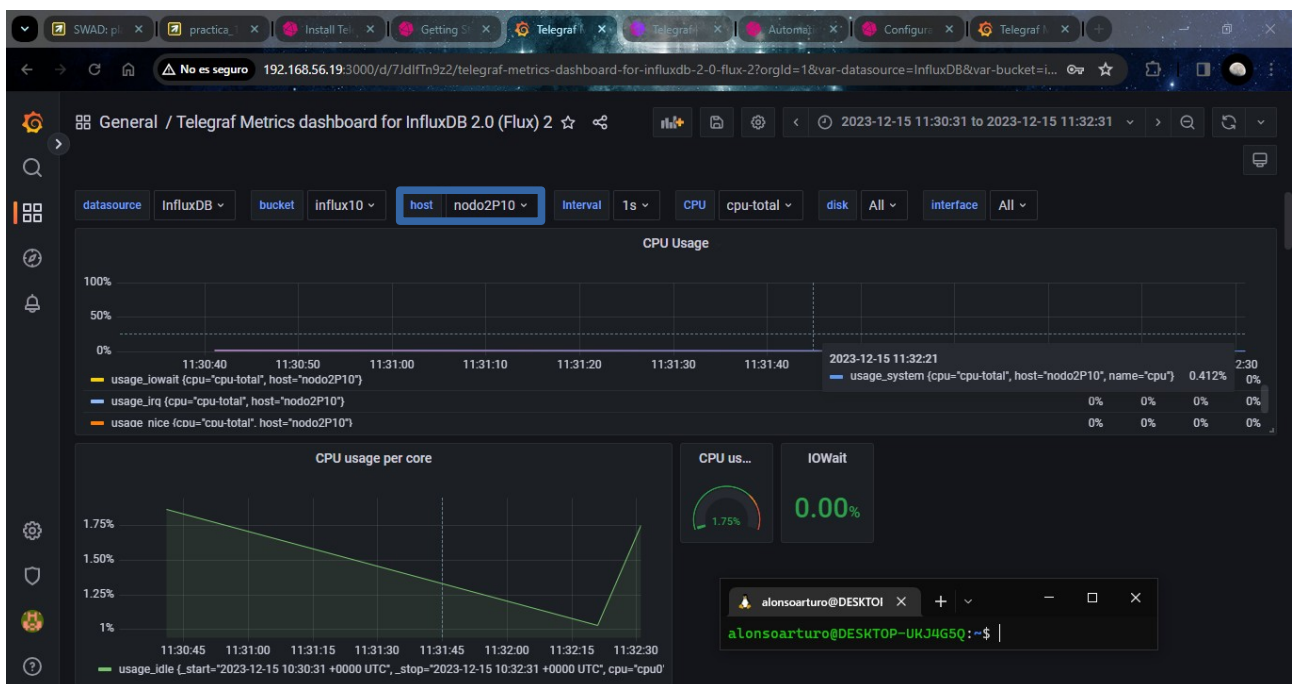 SWAD: pl
practica_1
Install Tele
Getting S
Telegraf
Telegraf
Automa
Configura
Telegraf
No es seguro 192.168.56.19:3000/d/7JdIfTn9z2/telegraf-metrics-dashboard-for-influxdb-2-0-flux-2?orgId=1&var-datasource=InfluxDB&var-bucket=i...
General / Telegraf Metrics dashboard for InfluxDB 2.0 (Flux) 2
2023-12-15 11:30:31 to 2023-12-15 11:32:31
datasource InfluxDB bucket influx10 host nodo2P10 Interval 1s CPU cpu-total disk All interface All
CPU Usage
100%
50%
0%
11:30:40 11:30:50 11:31:00 11:31:10 11:31:20 11:31:30 11:31:40 2:30
2023-12-15 11:32:21
usage_system {cpu="cpu-total", host="nodo2P10", name="cpu"} 0.412%
usage_iowait {cpu="cpu-total", host="nodo2P10"} 0%
usage_irq {cpu="cpu-total", host="nodo2P10"} 0% 0% 0% 0%
usage_nice {cpu="cpu-total", host="nodo2P10"} 0% 0% 0% 0%
CPU usage per core
1.75%
1.50%
1.25%
1%
11:30:45 11:31:00 11:31:15 11:31:30 11:31:45 11:32:00 11:32:15 11:32:30
usage_idle {_start="2023-12-15 10:30:31 +0000 UTC", _stop="2023-12-15 10:32:31 +0000 UTC", cpu="cpu0"
CPU us...
1.75%
IOWait
0.00%
alonsoarturo@DESKTOI
alonsoarturo@DESKTOP-UKJ4G5Q:~$